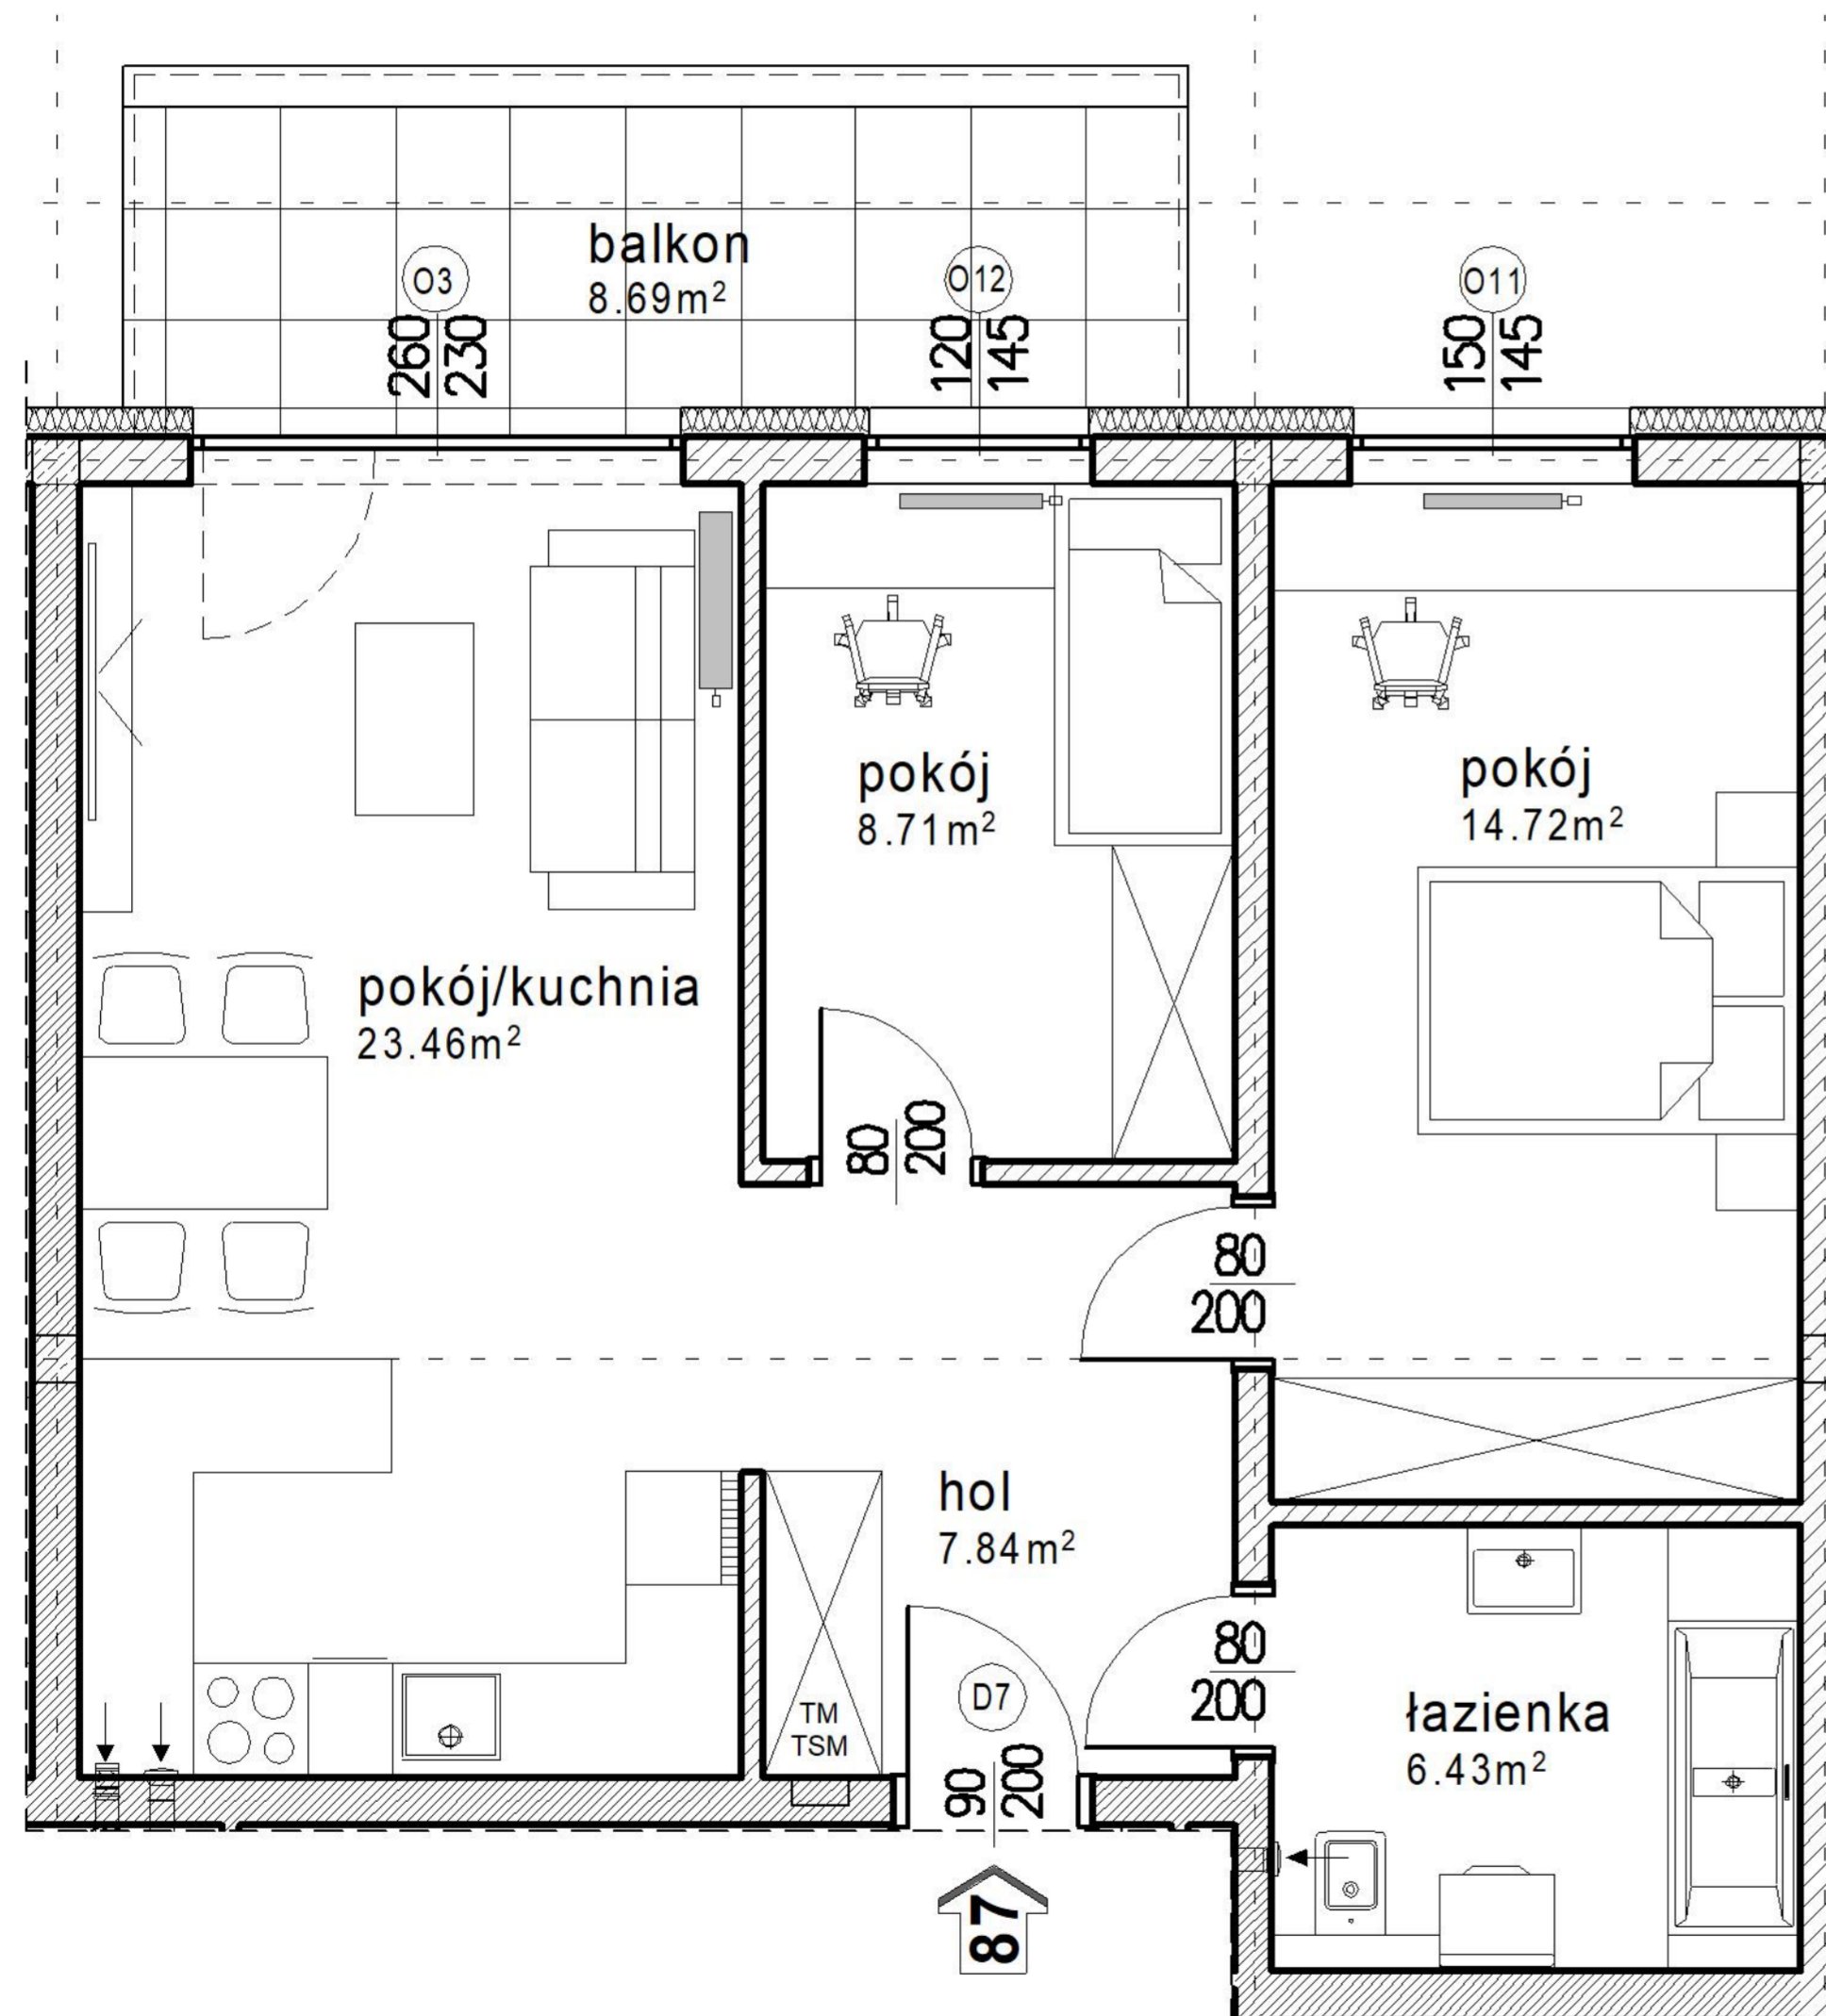 balkon
8.69m²
O3
260
230
O12
120
145
O11
150
145
pokój
8.71m²
pokój
14.72m²
pokój/kuchnia
23.46m²
80
200
80
200
hol
7.84m²
80
200
TM
TSM
D7
90
200
łazienka
6.43m²
87